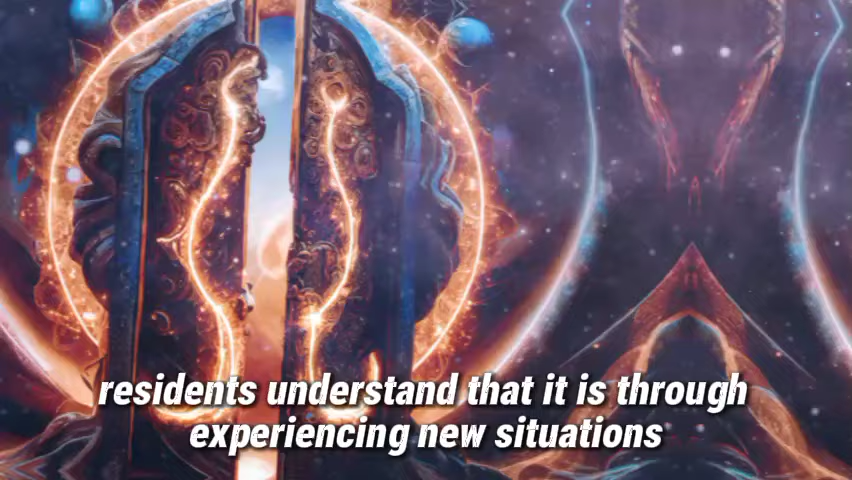 residents understand that it is through
experiencing new situations